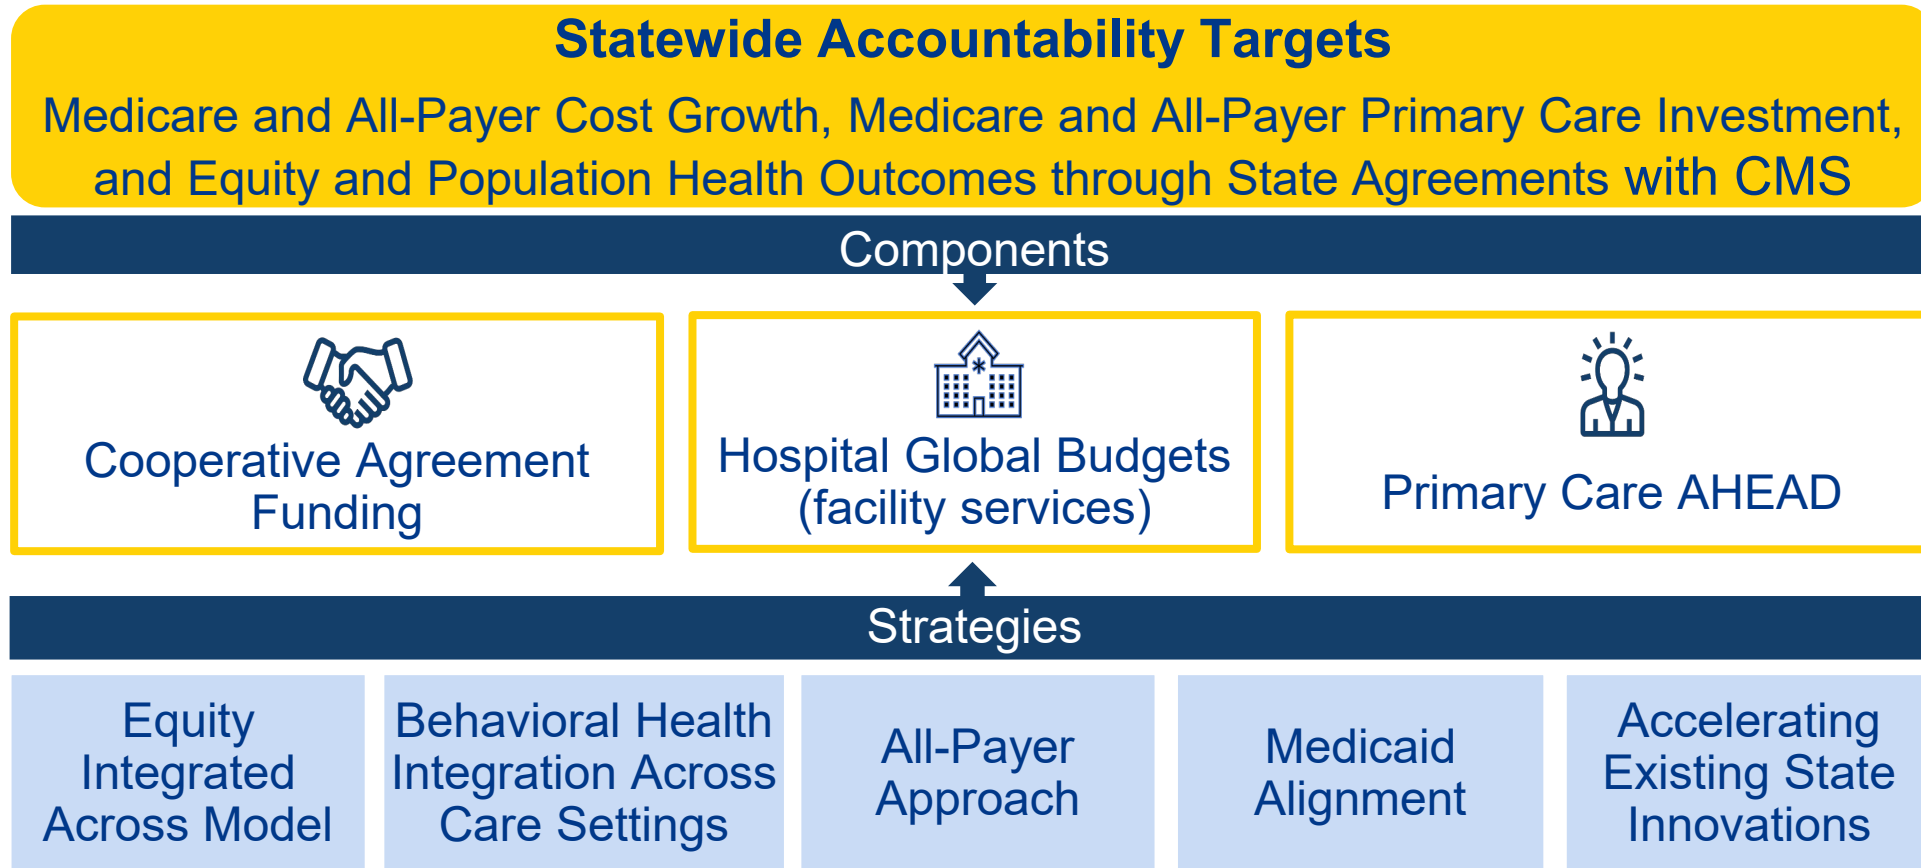 Statewide Accountability Targets
Medicare and All-Payer Cost Growth, Medicare and All-Payer Primary Care Investment,
and Equity and Population Health Outcomes through State Agreements with CMS
Components
Cooperative Agreement
Funding
Hospital Global Budgets
(facility services)
Primary Care AHEAD
Strategies
Equity
Integrated
Across Model
Behavioral Health
Integration Across
Care Settings
All-Payer
Approach
Medicaid
Alignment
Accelerating
Existing State
Innovations